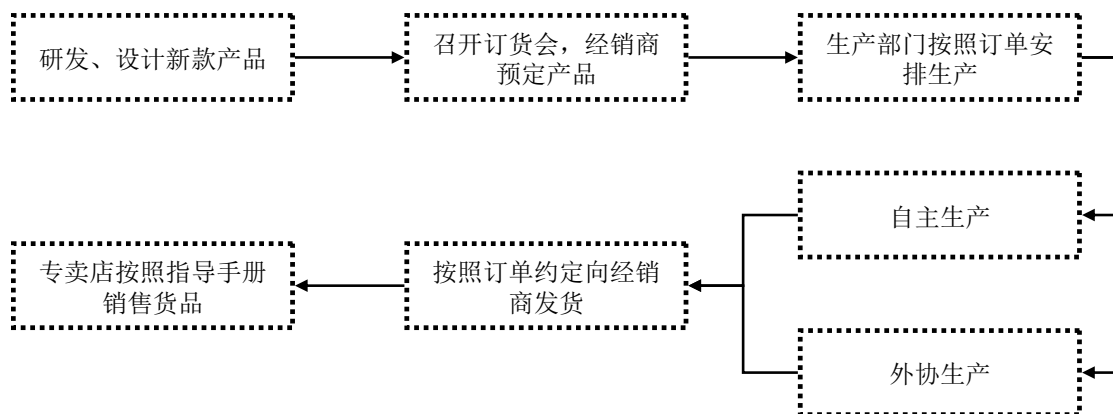 研发、设计新款产品
召开订货会，经销商
预定产品
生产部门按照订单安
排生产
自主生产
专卖店按照指导手册
销售货品
按照订单约定向经销
商发货
外协生产